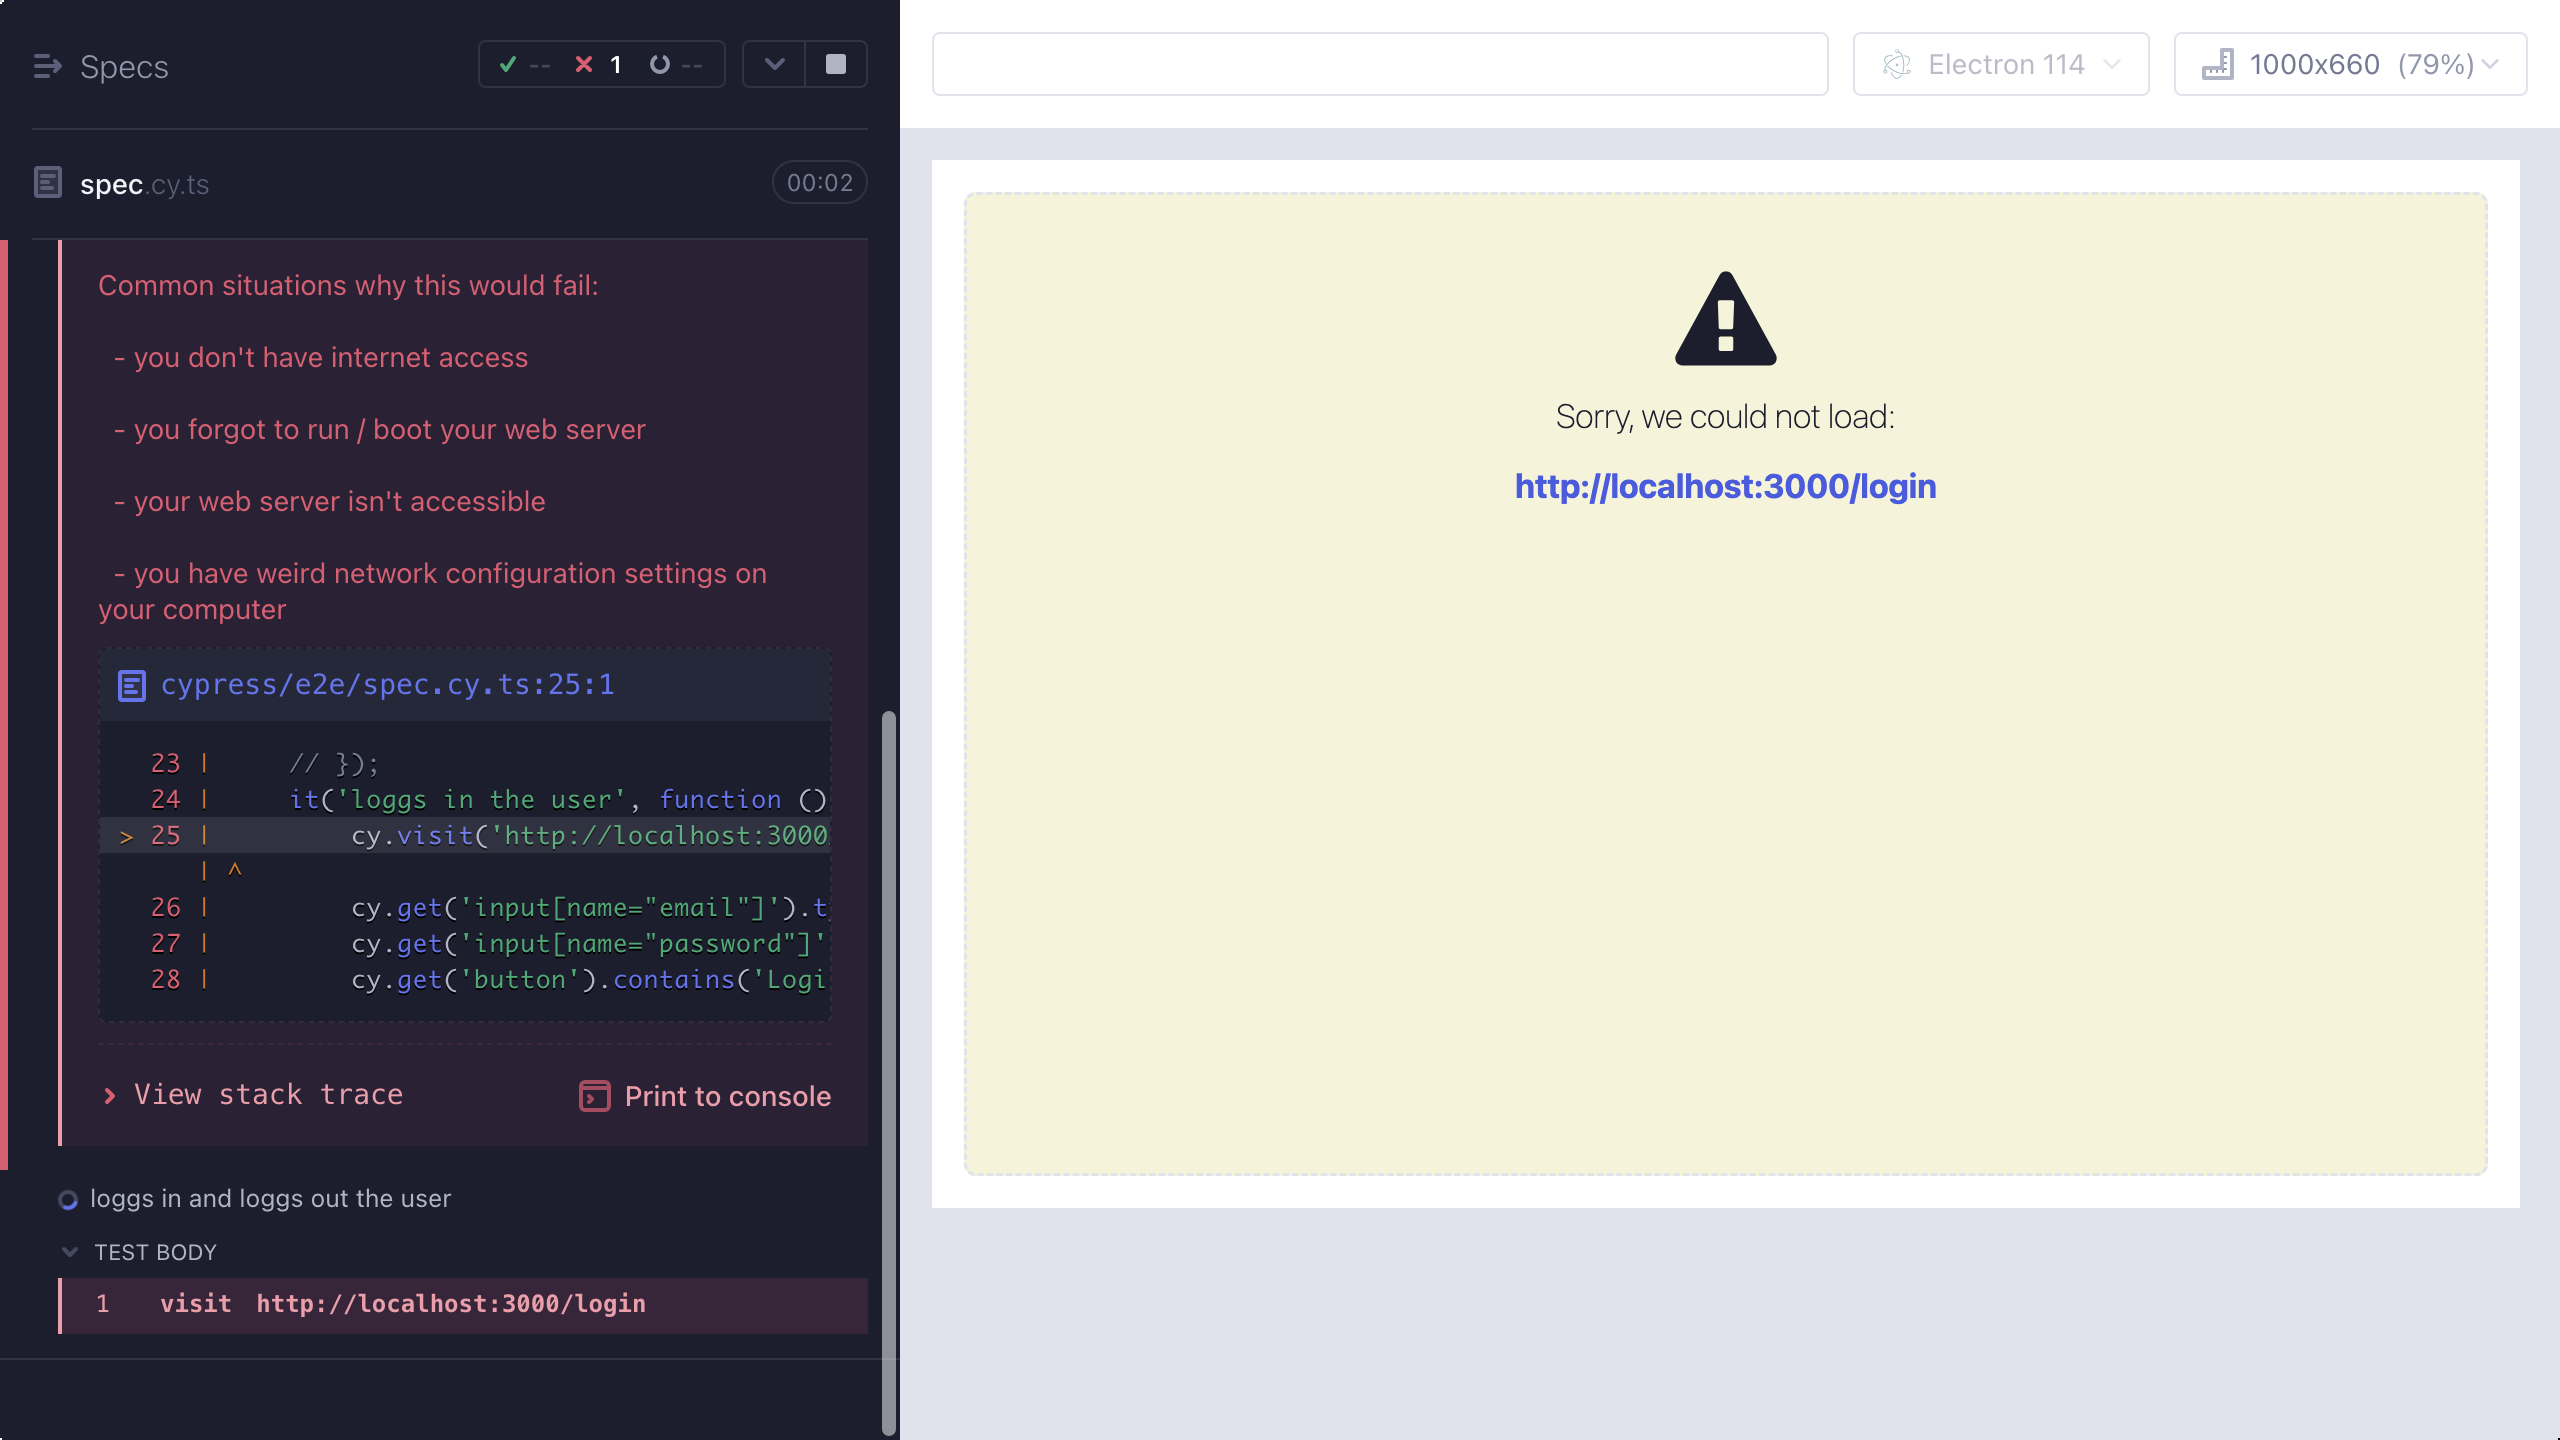 Specs
-- 1 --
spec.cy.ts
00:02
Common situations why this would fail:
- you don't have internet access
- you forgot to run / boot your web server
- your web server isn't accessible
- you have weird network configuration settings on
your computer
cypress/e2e/spec.cy.ts:25:1
23 | // });
24 | it('loggs in the user', function ()
> 25 | cy.visit('http://localhost:3000
| ^
26 | cy.get('input[name="email"]').t
27 | cy.get('input[name="password"]'
28 | cy.get('button').contains('Logi
View stack trace
Print to console
loggs in and loggs out the user
TEST BODY
1 visit http://localhost:3000/login
Electron 114
1000x660 (79%)
Sorry, we could not load:
http://localhost:3000/login